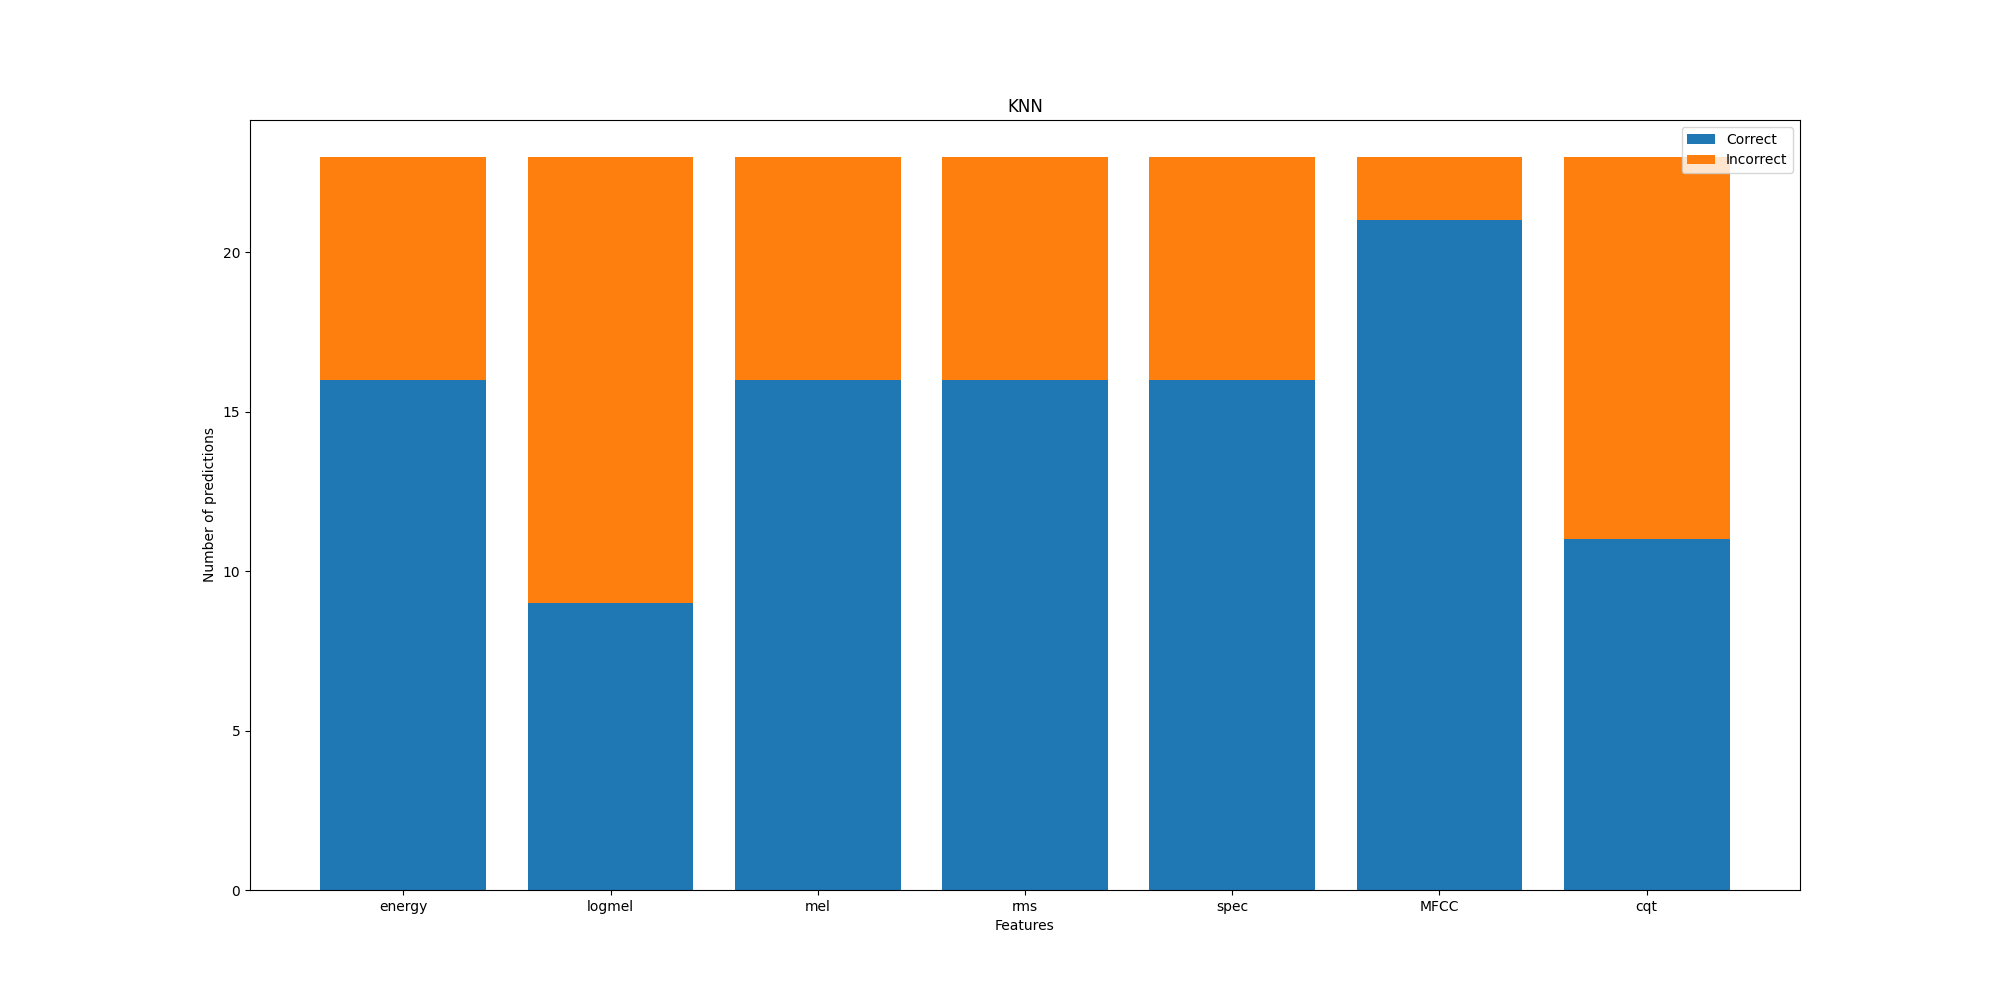 KNN
Correct
Incorrect
Number of predictions
20
15
10
5
0
energy logmel mel rms spec MFCC cqt
Features